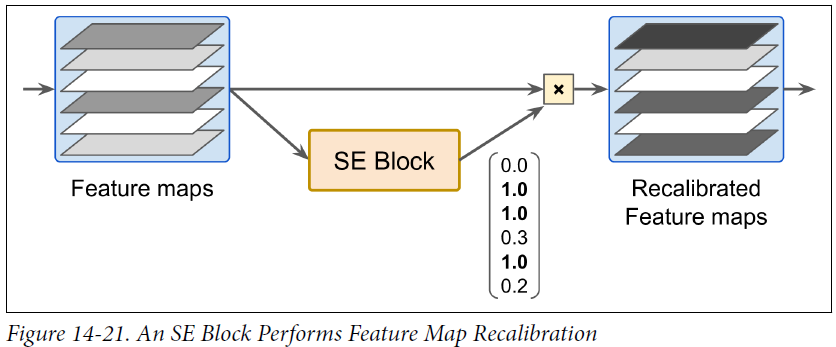 SE Block
×
Feature maps
0.0
1.0
1.0
0.3
1.0
0.2
Recalibrated
Feature maps
Figure 14-21. An SE Block Performs Feature Map Recalibration